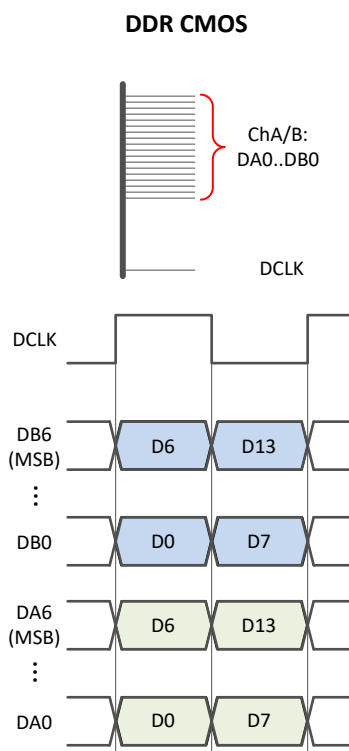 DDR CMOS
ChA/B:
DA0..DB0
DCLK
DCLK
DB6
(MSB)
D6
D13
⋮
DB0
D0
D7
DA6
(MSB)
D6
D13
⋮
DA0
D0
D7